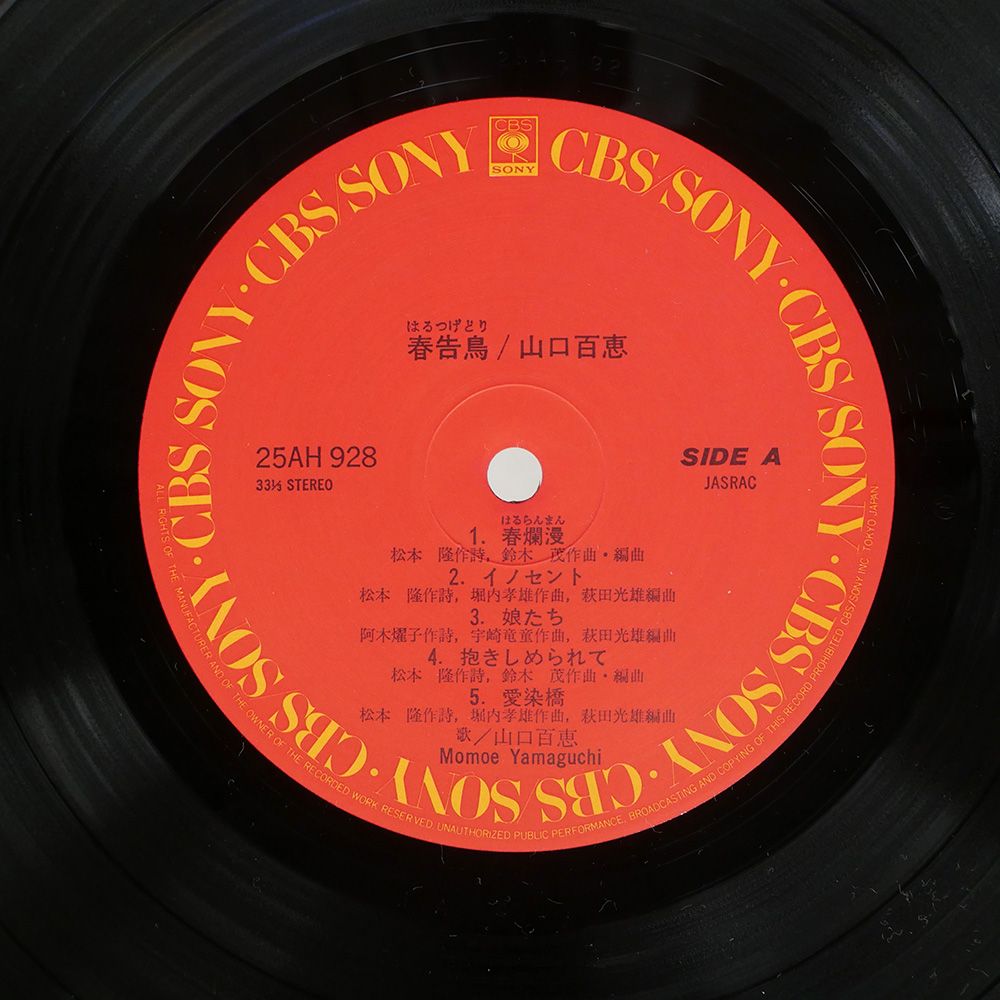 CBS
SONY
CBS/SONY · CBS/SONY · CBS/SONY · CBS/SONY · CBS/SONY · CBS/SONY · CBS/SONY · CBS/SONY ·
はるつげどり
春告鳥/山口百恵
25AH 928
33⅓ STEREO
SIDE A
JASRAC
はるらんまん
1. 春爛漫
松本 隆作詩, 鈴木 茂作曲・編曲
2. イノセント
松本 隆作詩, 堀内孝雄作曲, 萩田光雄編曲
3. 娘たち
阿木燿子作詩, 宇崎竜童作曲, 萩田光雄編曲
4. 抱きしめられて
松本 隆作詩, 鈴木 茂作曲・編曲
5. 愛染橋
松本 隆作詩, 堀内孝雄作曲, 萩田光雄編曲
歌/山口百恵
Momoe Yamaguchi
ALL RIGHTS OF THE MANUFACTURER AND OF THE OWNER OF THE RECORDED WORK RESERVED. UNAUTHORIZED PUBLIC PERFORMANCE, BROADCASTING AND COPYING OF THIS RECORD PROHIBITED CBS/SONY INC. TOKYO JAPAN